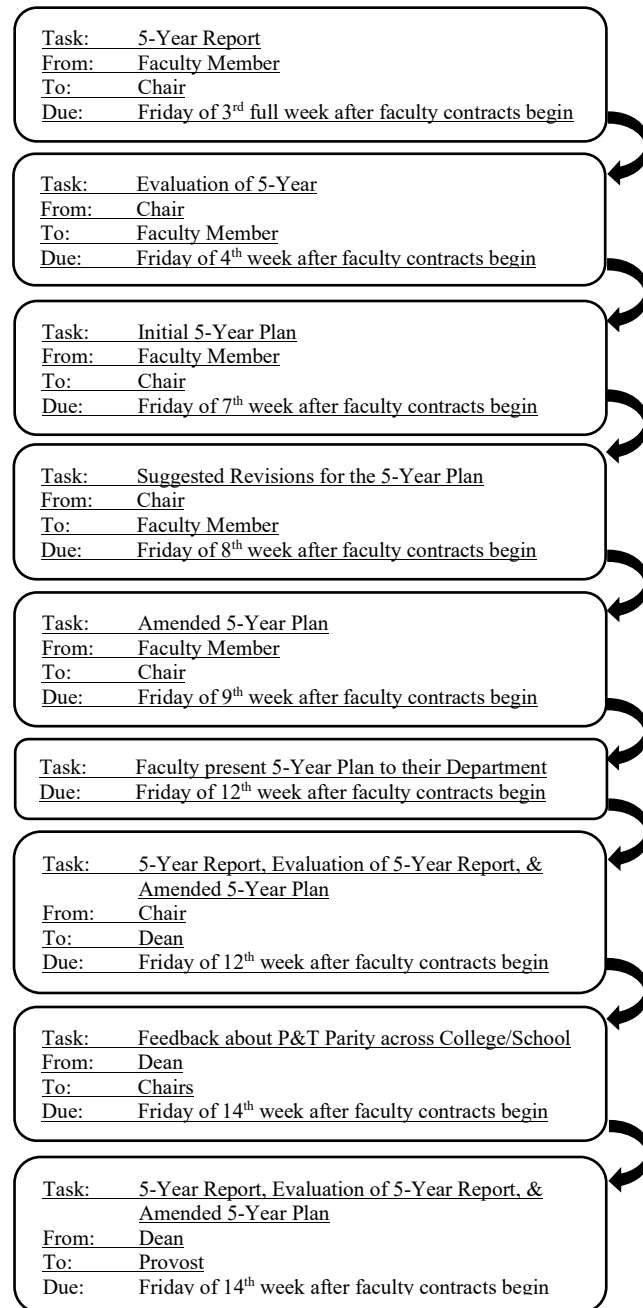 Task: 5-Year Report
From: Faculty Member
To: Chair
Due: Friday of 3rd full week after faculty contracts begin
Task: Evaluation of 5-Year
From: Chair
To: Faculty Member
Due: Friday of 4th week after faculty contracts begin
Task: Initial 5-Year Plan
From: Faculty Member
To: Chair
Due: Friday of 7th week after faculty contracts begin
Task: Suggested Revisions for the 5-Year Plan
From: Chair
To: Faculty Member
Due: Friday of 8th week after faculty contracts begin
Task: Amended 5-Year Plan
From: Faculty Member
To: Chair
Due: Friday of 9th week after faculty contracts begin
Task: Faculty present 5-Year Plan to their Department
Due: Friday of 12th week after faculty contracts begin
Task: 5-Year Report, Evaluation of 5-Year Report, &
Amended 5-Year Plan
From: Chair
To: Dean
Due: Friday of 12th week after faculty contracts begin
Task: Feedback about P&T Parity across College/School
From: Dean
To: Chairs
Due: Friday of 14th week after faculty contracts begin
Task: 5-Year Report, Evaluation of 5-Year Report, &
Amended 5-Year Plan
From: Dean
To: Provost
Due: Friday of 14th week after faculty contracts begin